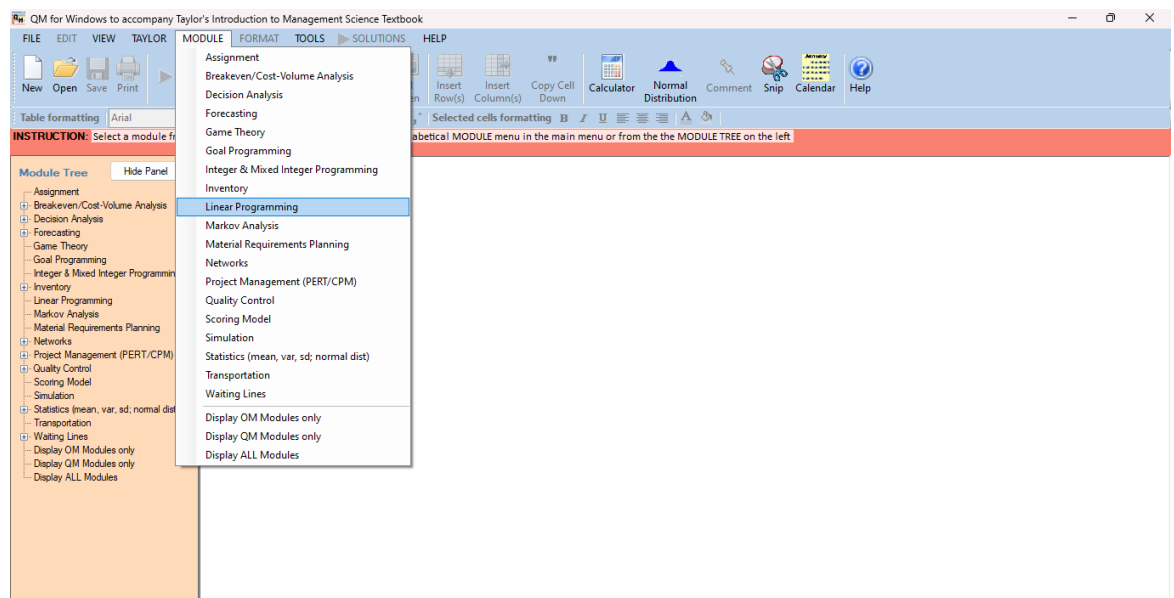 QM for Windows to accompany Taylor's Introduction to Management Science Textbook
FILE EDIT VIEW TAYLOR MODULE FORMAT TOOLS SOLUTIONS HELP
New Open Save Print
Insert Row(s)
Insert Column(s)
Copy Cell Down
Calculator
Normal Distribution
Comment
Snip
January
Calendar
Help
Table formatting Arial
Selected cells formatting B I U
INSTRUCTION: Select a module
abetical MODULE menu in the main menu or from the the MODULE TREE on the left
Module Tree
Hide Panel
Assignment
Breakeven/Cost-Volume Analysis
Decision Analysis
Forecasting
Game Theory
Goal Programming
Integer & Mixed Integer Programmin
Inventory
Linear Programming
Markov Analysis
Material Requirements Planning
Networks
Project Management (PERT/CPM)
Quality Control
Scoring Model
Simulation
Statistics (mean, var, sd; normal dist
Transportation
Waiting Lines
Display OM Modules only
Display QM Modules only
Display ALL Modules
Assignment
Breakeven/Cost-Volume Analysis
Decision Analysis
Forecasting
Game Theory
Goal Programming
Integer & Mixed Integer Programming
Inventory
Linear Programming
Markov Analysis
Material Requirements Planning
Networks
Project Management (PERT/CPM)
Quality Control
Scoring Model
Simulation
Statistics (mean, var, sd; normal dist)
Transportation
Waiting Lines
Display OM Modules only
Display QM Modules only
Display ALL Modules